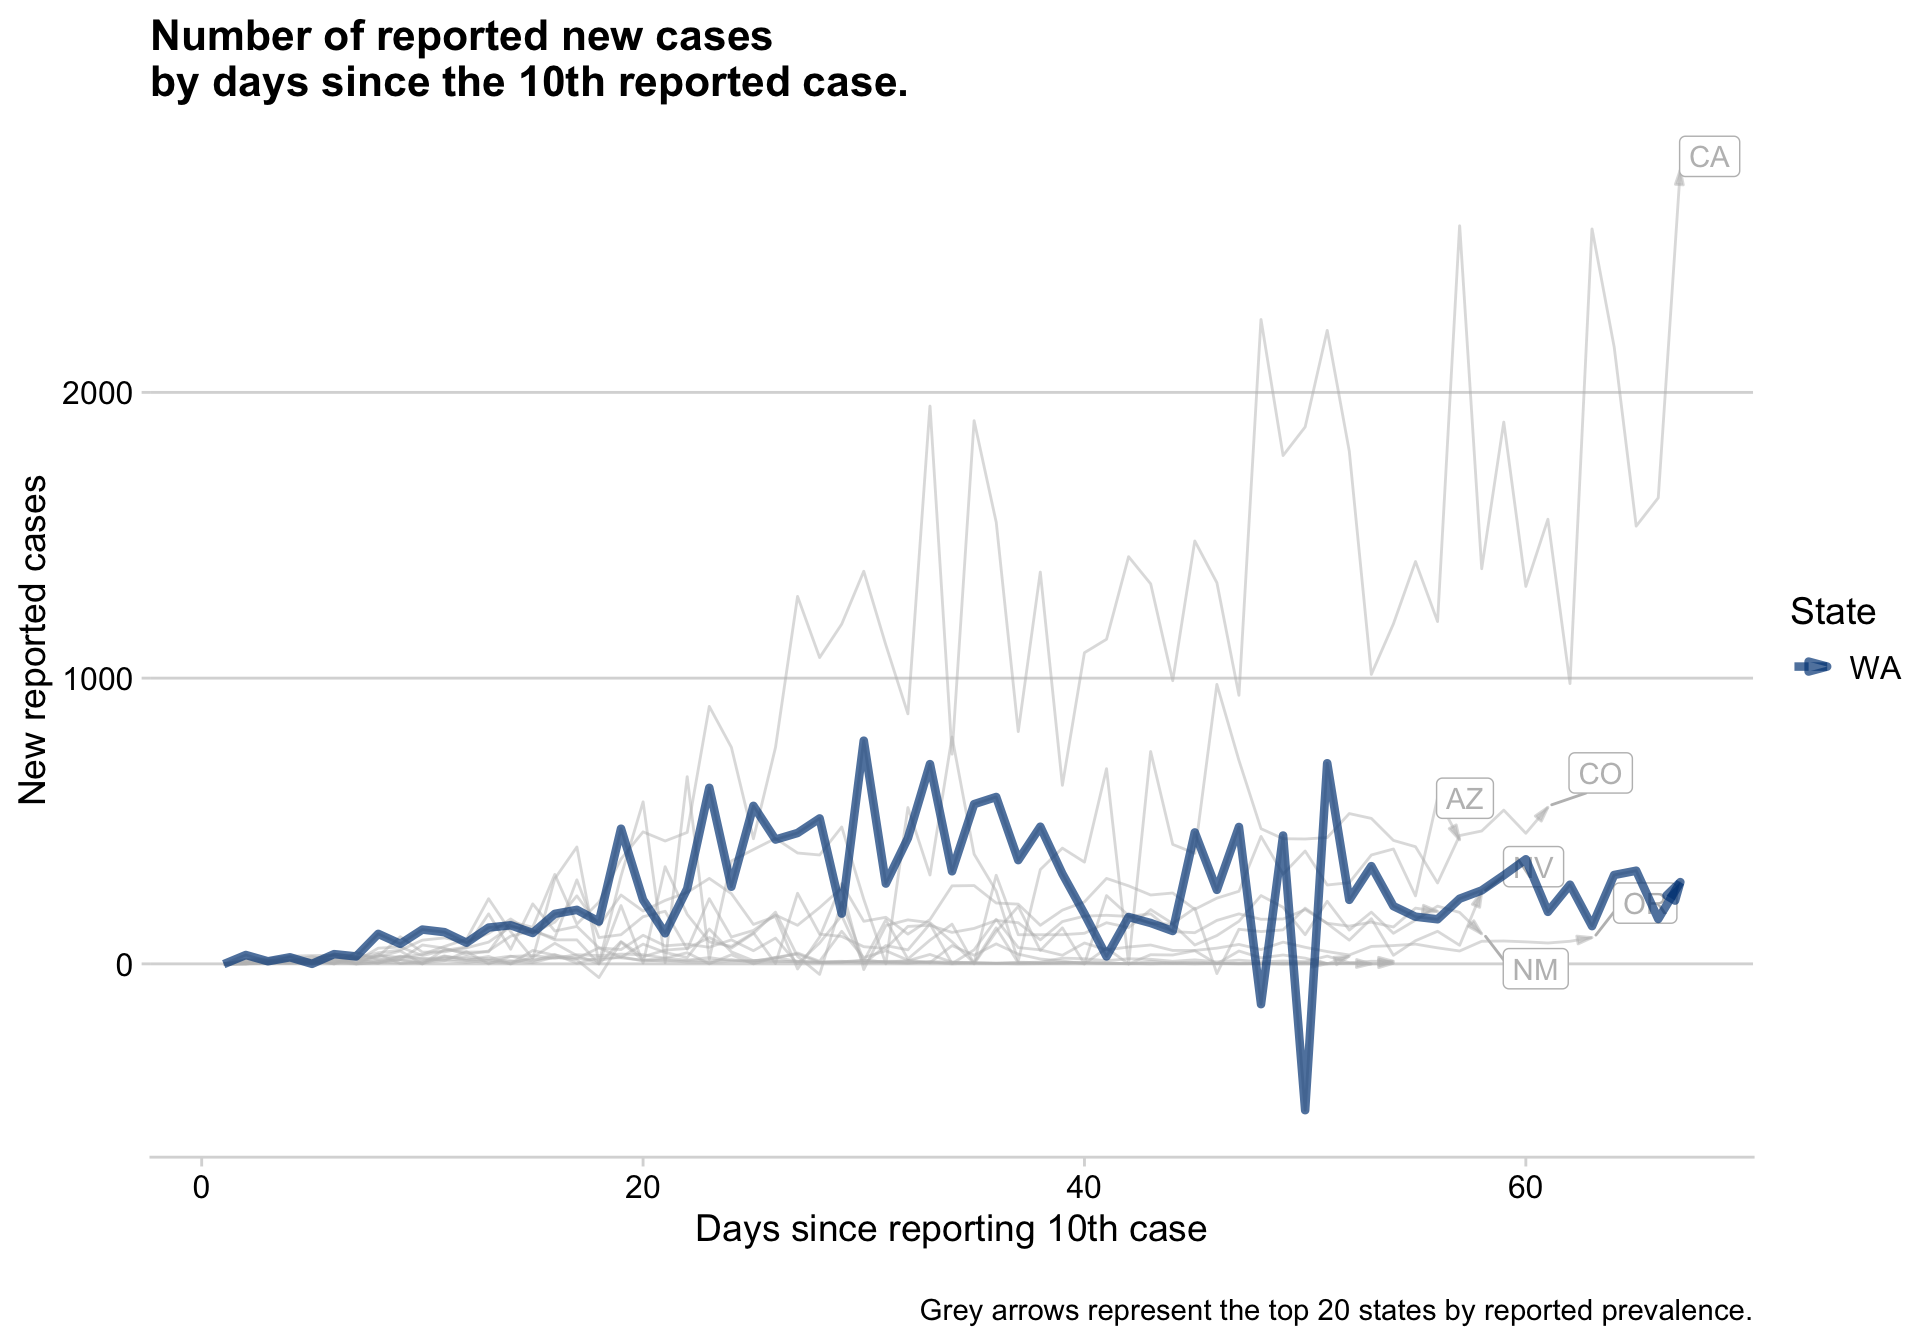 Number of reported new cases
by days since the 10th reported case.
CA
2000
1000
0
New reported cases
CO
AZ
NV
NM
State
WA
0
20
40
60
Days since reporting 10th case
Grey arrows represent the top 20 states by reported prevalence.